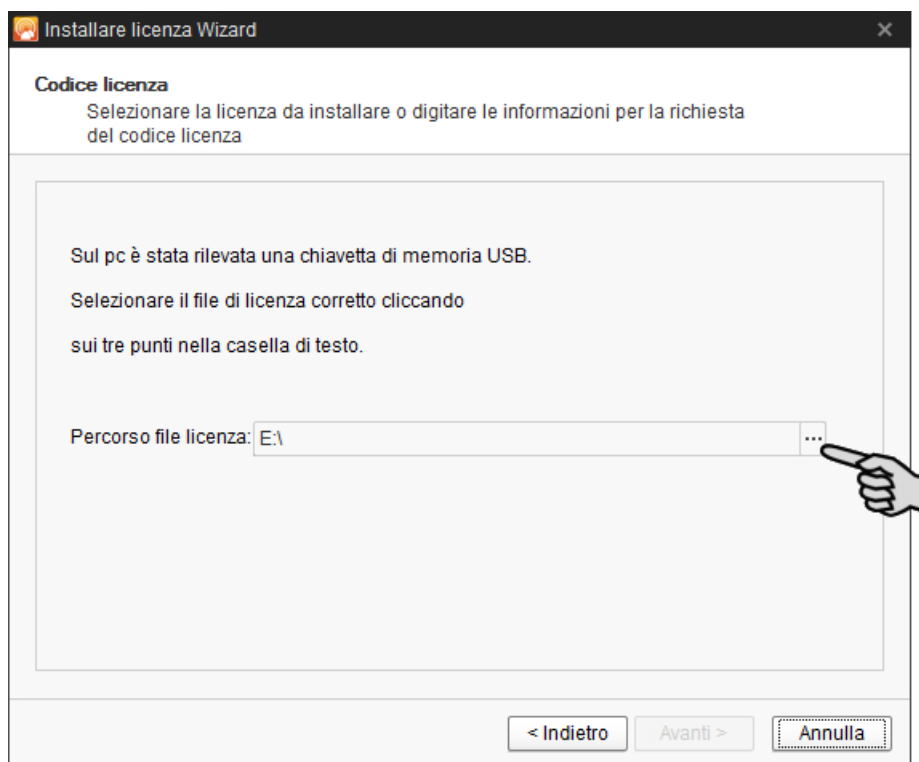 Installare licenza Wizard
Codice licenza
Selezionare la licenza da installare o digitare le informazioni per la richiesta
del codice licenza
Sul pc è stata rilevata una chiavetta di memoria USB.
Selezionare il file di licenza corretto cliccando
sui tre punti nella casella di testo.
Percorso file licenza: E:\ ...
< Indietro Avanti > Annulla